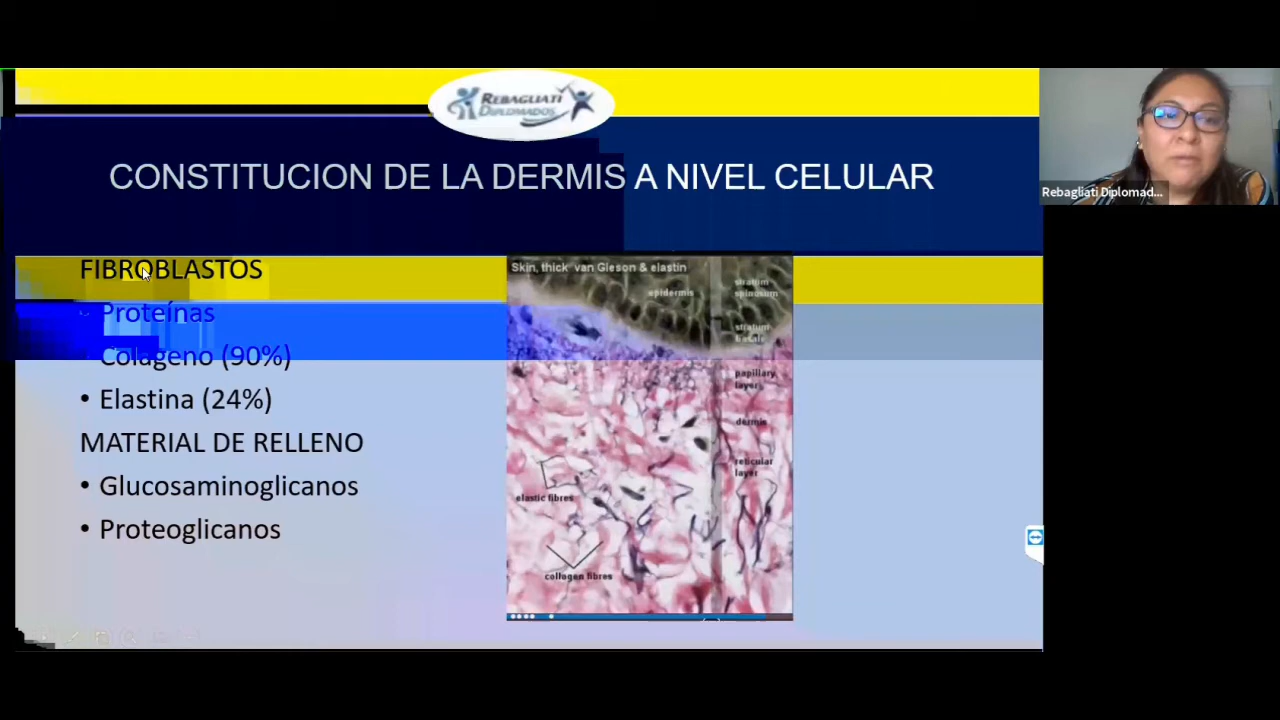 REBAGLIATI
DIPLOMADOS
CONSTITUCION DE LA DERMIS A NIVEL CELULAR
Rebagliati Diplomad...
FIBROBLASTOS
• Proteínas
Colageno (90%)
• Elastina (24%)
MATERIAL DE RELLENO
• Glucosaminoglicanos
• Proteoglicanos
Skin, thick van Gieson & elastin
epidermis
stratum
spinosum
stratum
basale
papillary
layer
dermis
reticular
layer
elastic fibres
collagen fibres